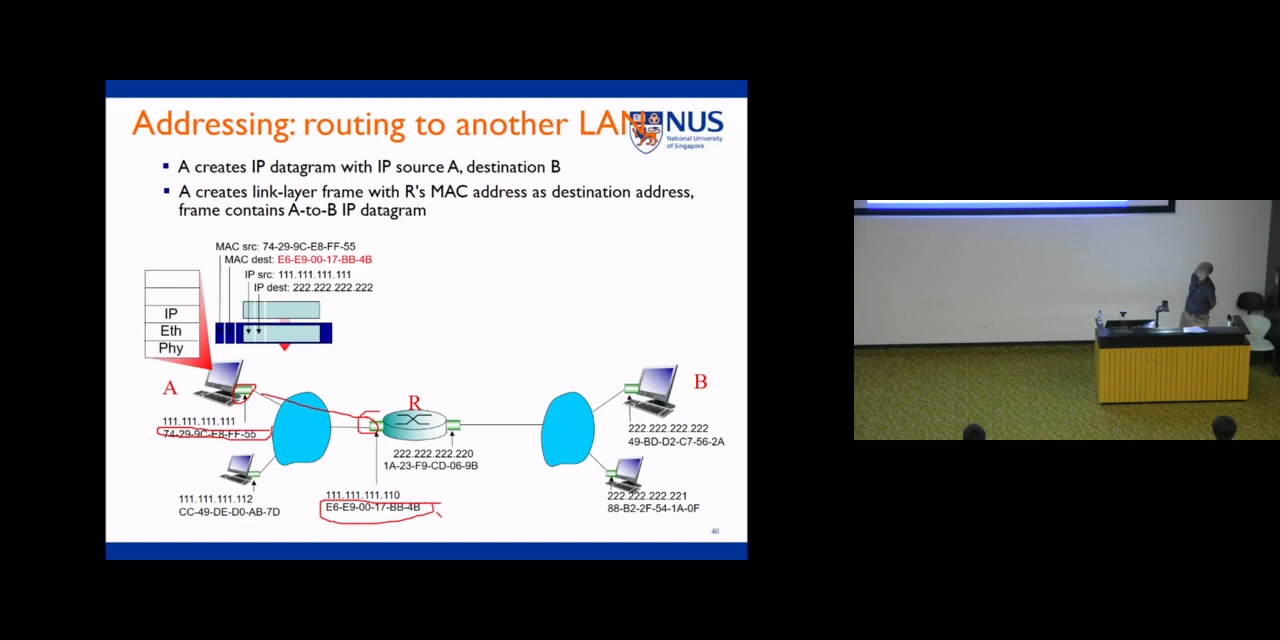 Addressing: routing to another LAN
NUS
National University
of Singapore
▪ A creates IP datagram with IP source A, destination B
▪ A creates link-layer frame with R's MAC address as destination address,
frame contains A-to-B IP datagram
MAC src: 74-29-9C-E8-FF-55
MAC dest: E6-E9-00-17-BB-4B
IP src: 111.111.111.111
IP dest: 222.222.222.222
IP
Eth
Phy
A
R
B
111.111.111.111
74-29-9C-E8-FF-55
222.222.222.222
49-BD-D2-C7-56-2A
222.222.222.220
1A-23-F9-CD-06-9B
111.111.111.112
CC-49-DE-D0-AB-7D
111.111.111.110
E6-E9-00-17-BB-4B
222.222.222.221
88-B2-2F-54-1A-0F
40